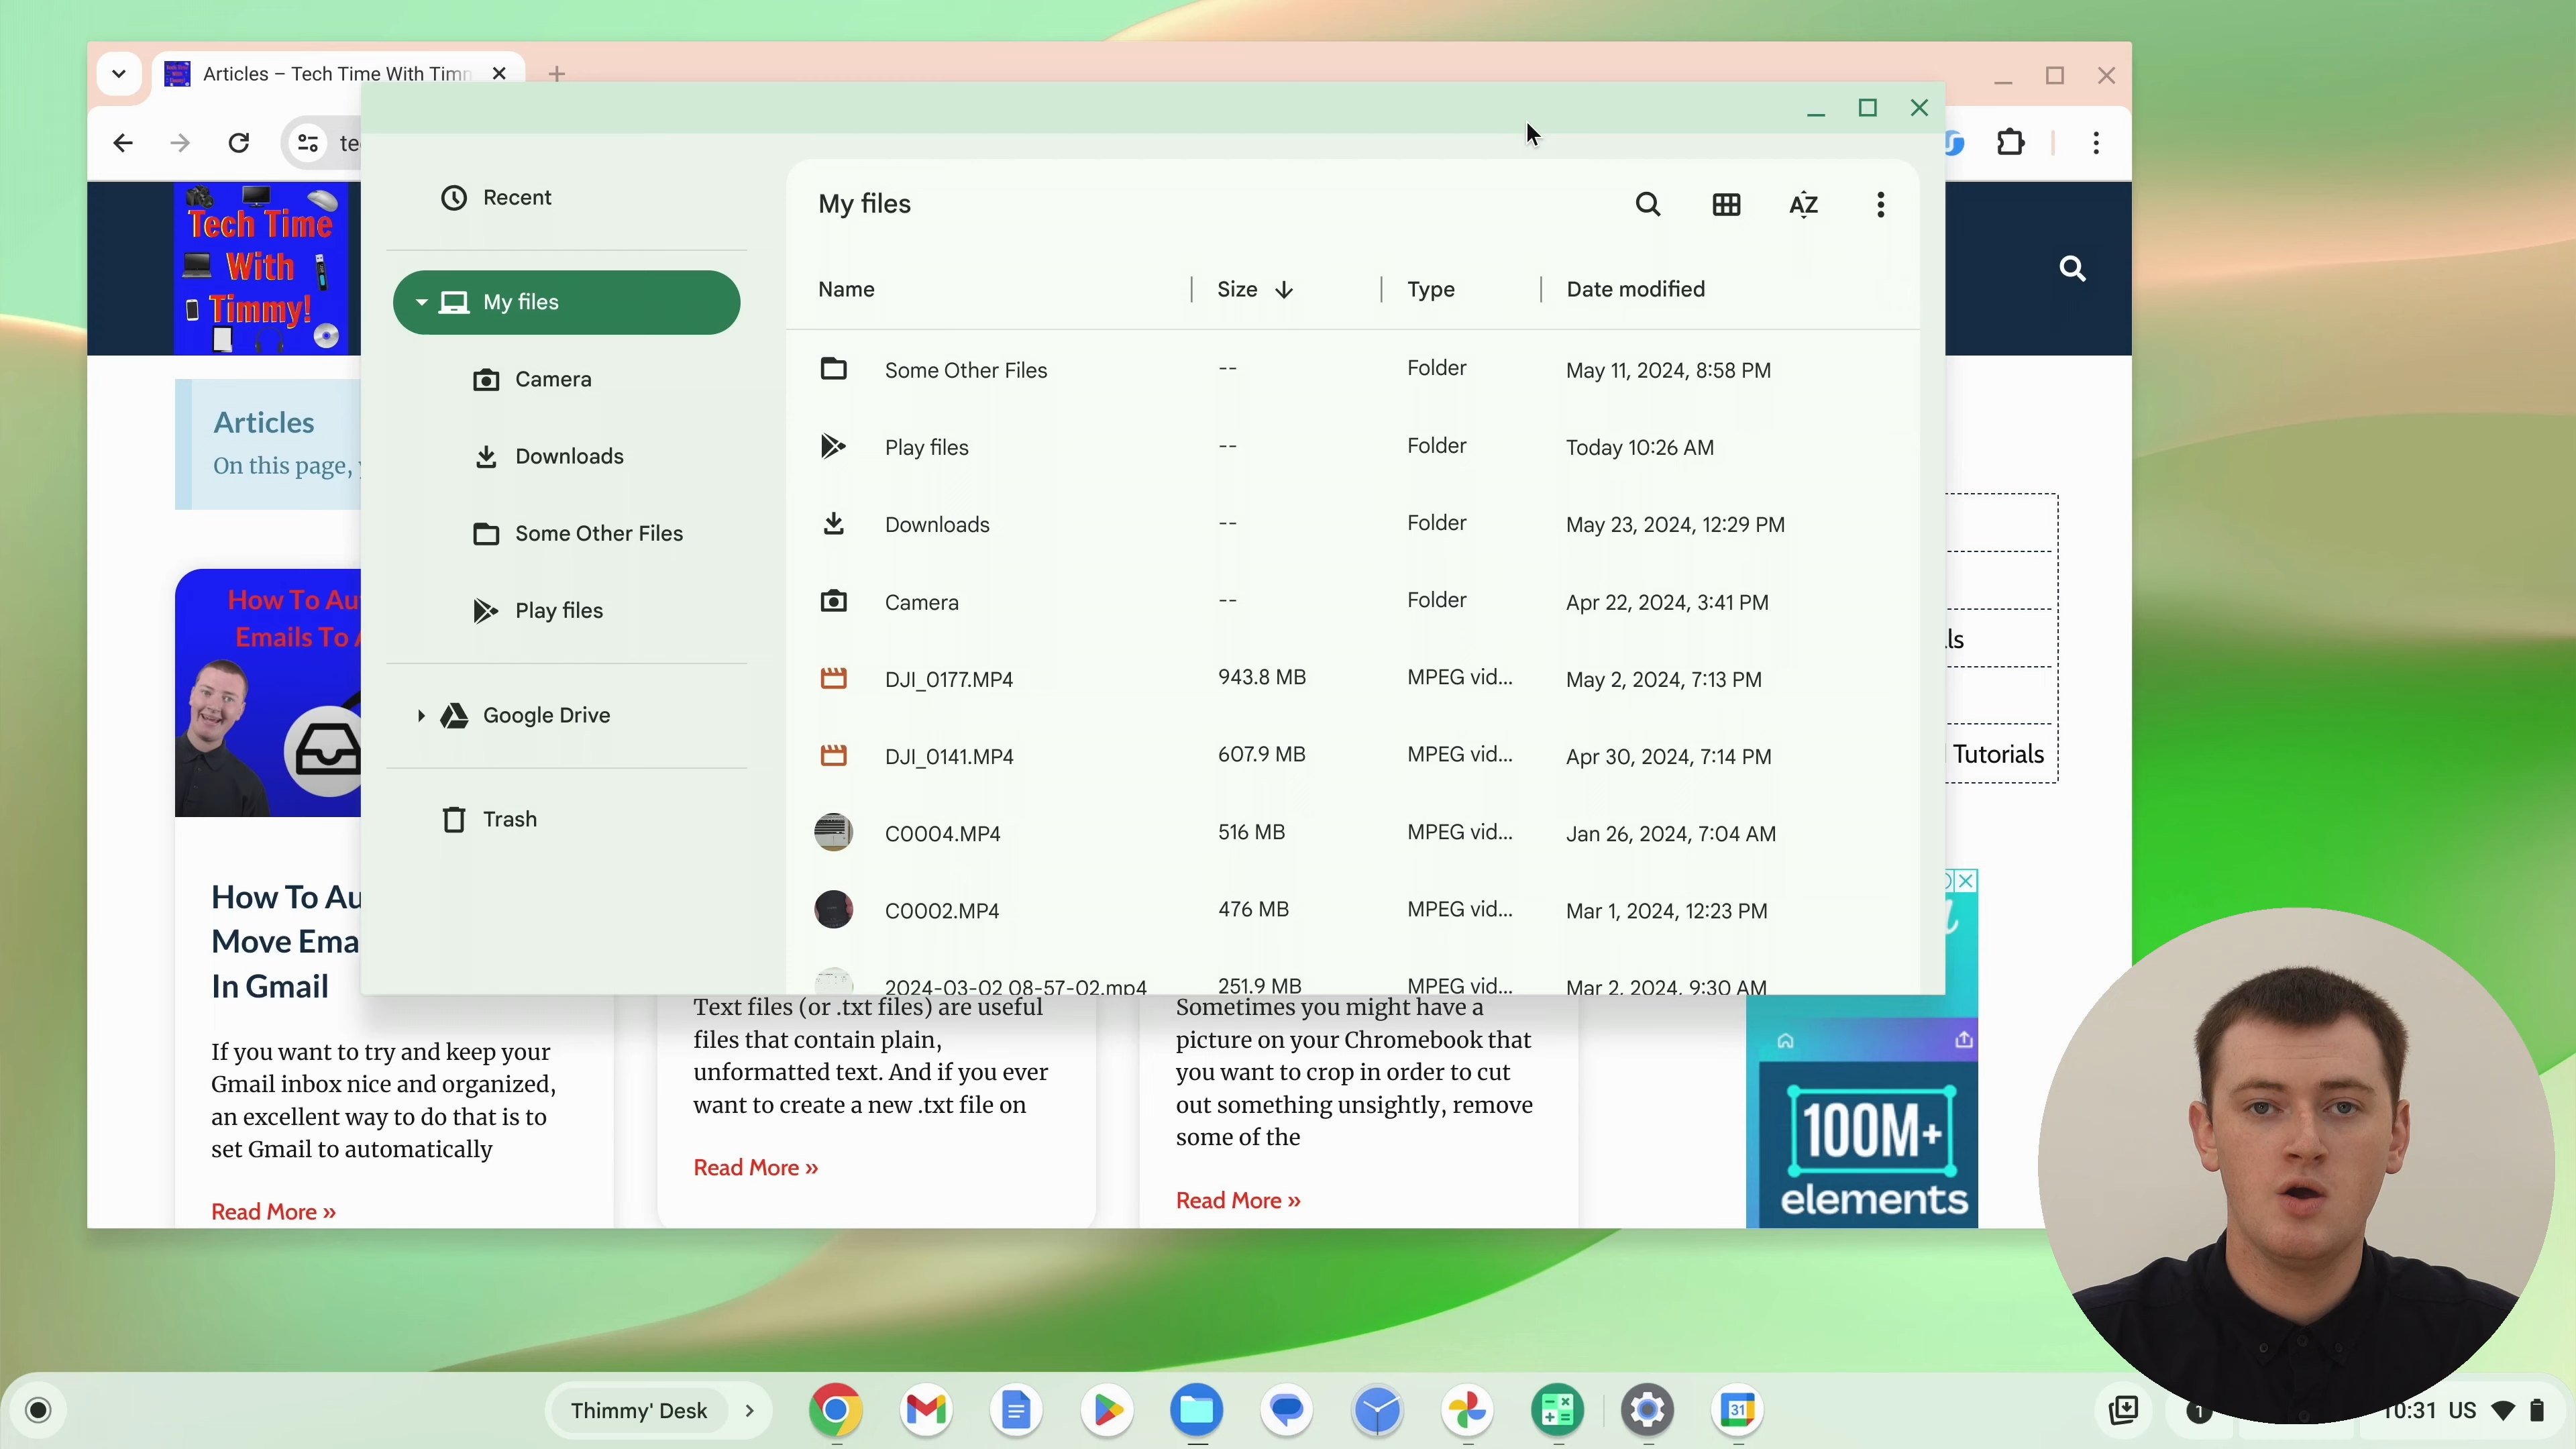 Articles – Tech Time With Timm
te
Tech Time
With
Timmy!
Articles
On this page,
How To Au
Emails To A
How To Au
Move Ema
In Gmail
If you want to try and keep your
Gmail inbox nice and organized,
an excellent way to do that is to
set Gmail to automatically
Read More »
Recent
My files
Camera
Downloads
Some Other Files
Play files
Google Drive
Trash
My files
AZ
Name Size Type Date modified
Some Other Files -- Folder May 11, 2024, 8:58 PM
Play files -- Folder Today 10:26 AM
Downloads -- Folder May 23, 2024, 12:29 PM
Camera -- Folder Apr 22, 2024, 3:41 PM
DJI_0177.MP4 943.8 MB MPEG vid... May 2, 2024, 7:13 PM
DJI_0141.MP4 607.9 MB MPEG vid... Apr 30, 2024, 7:14 PM
C0004.MP4 516 MB MPEG vid... Jan 26, 2024, 7:04 AM
C0002.MP4 476 MB MPEG vid... Mar 1, 2024, 12:23 PM
2024-03-02 08-57-02.mp4 251.9 MB MPEG vid... Mar 2, 2024, 9:30 AM
Text files (or .txt files) are useful
files that contain plain,
unformatted text. And if you ever
want to create a new .txt file on
Read More »
Sometimes you might have a
picture on your Chromebook that
you want to crop in order to cut
out something unsightly, remove
some of the
Read More »
ls
Tutorials
100M+
elements
Thimmy' Desk
31
1
10:31 US